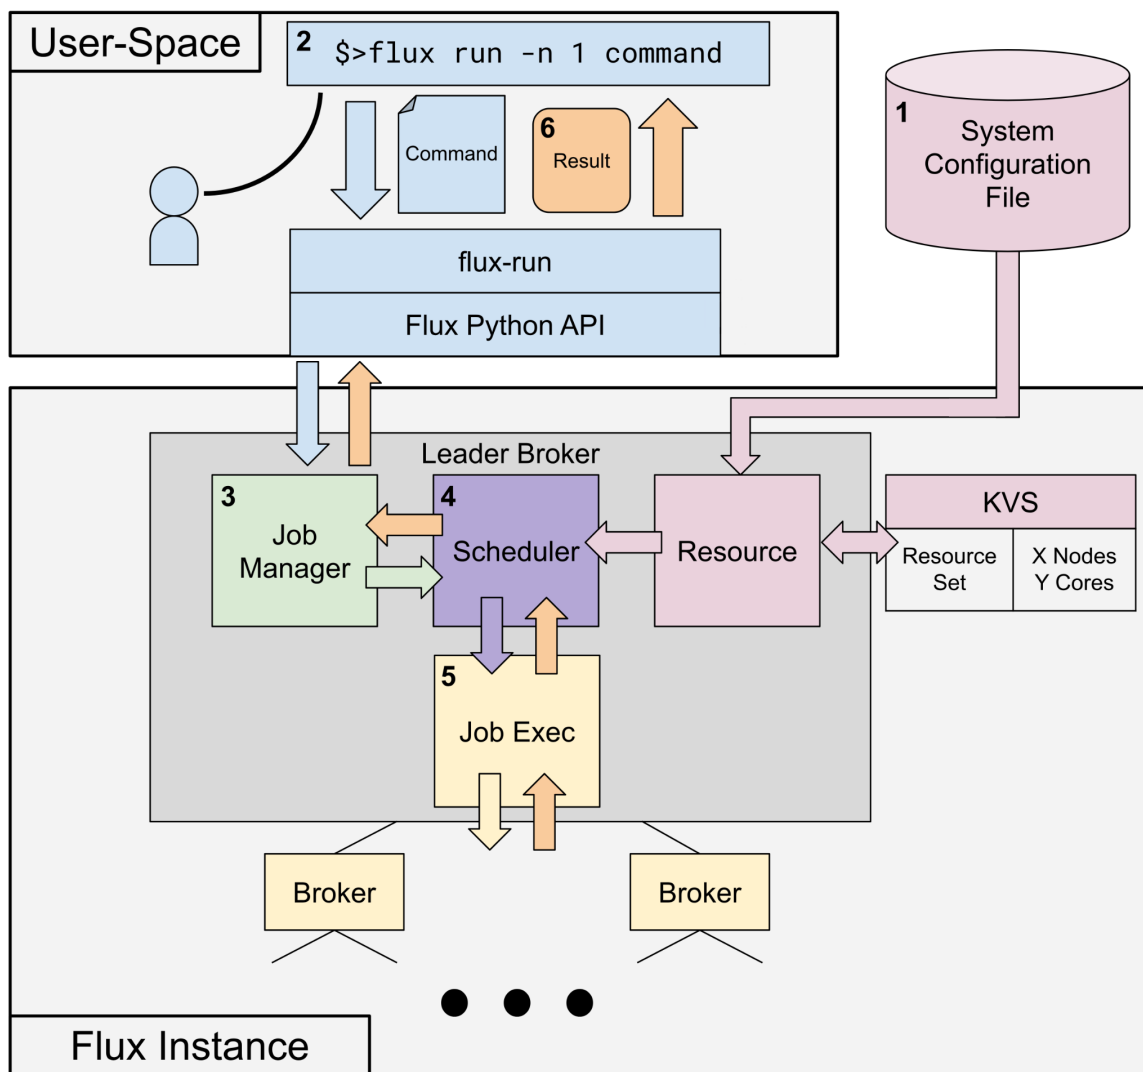 User-Space
2
$>flux run -n 1 command
Command
6
Result
1
System
Configuration
File
flux-run
Flux Python API
Leader Broker
3
Job
Manager
4
Scheduler
Resource
KVS
Resource
Set
X Nodes
Y Cores
5
Job Exec
Broker
Broker
Flux Instance